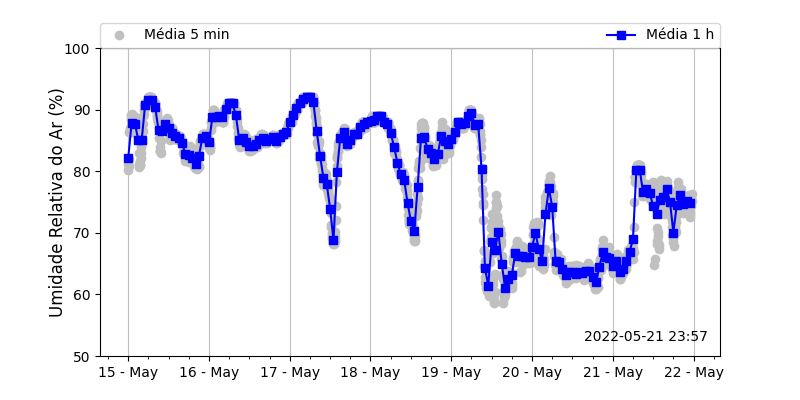 Média 5 min
Média 1 h
Umidade Relativa do Ar (%)
100
90
80
70
60
50
2022-05-21 23:57
15 - May
16 - May
17 - May
18 - May
19 - May
20 - May
21 - May
22 - May